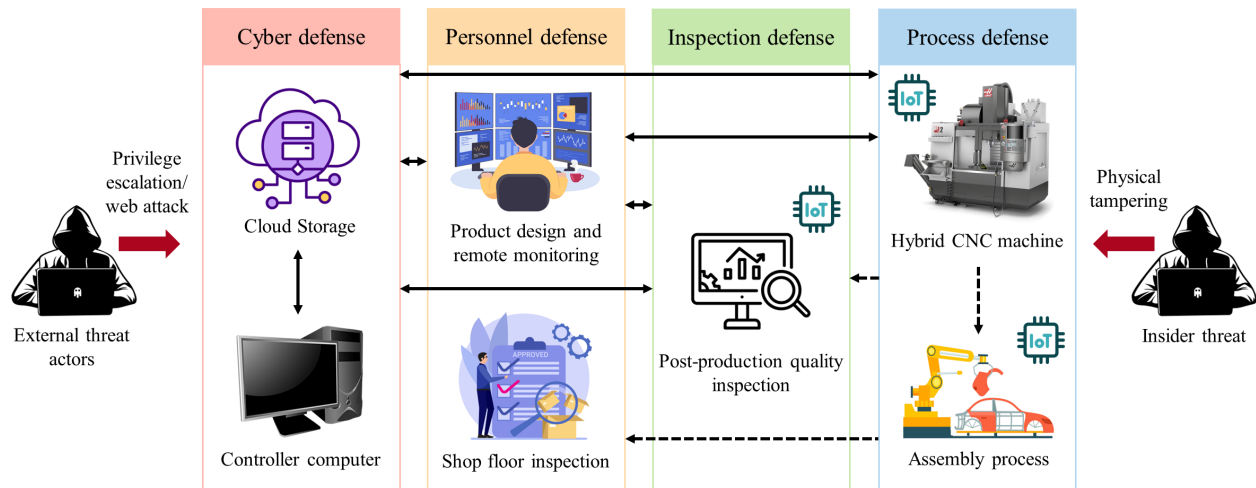 Cyber defense
Personnel defense
Inspection defense
Process defense
Privilege
escalation/
web attack
External threat
actors
Cloud Storage
Controller computer
Product design and
remote monitoring
APPROVED
Shop floor inspection
IoT
Post-production quality
inspection
IoT
Hybrid CNC machine
IoT
Assembly process
Physical
tampering
Insider threat